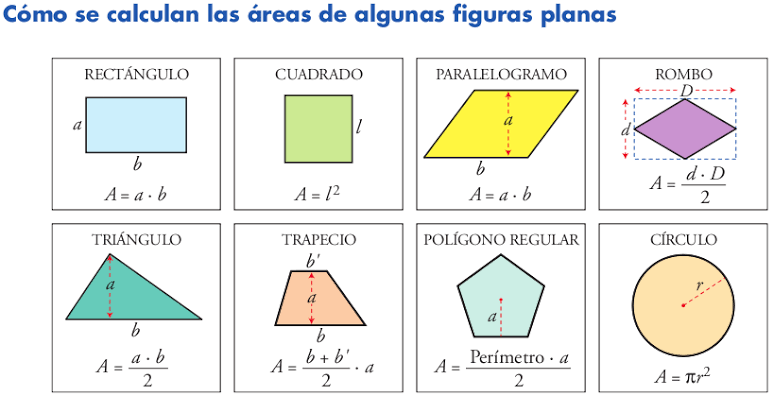 Cómo se calculan las áreas de algunas figuras planas
RECTÁNGULO
a
b
A = a · b
CUADRADO
l
A = l²
PARALELOGRAMO
a
b
A = a · b
ROMBO
D
d
A = d · D / 2
TRIÁNGULO
a
b
A = a · b / 2
TRAPECIO
b'
a
b
A = b + b' / 2 · a
POLÍGONO REGULAR
a
A = Perímetro · a / 2
CÍRCULO
r
A = πr²